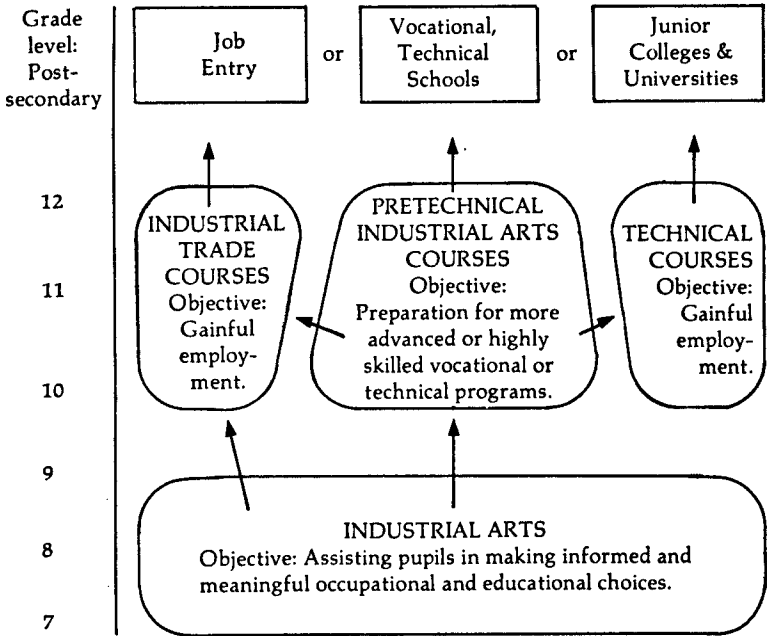 Grade
level:
Post-
secondary
Job
Entry
or
Vocational,
Technical
Schools
or
Junior
Colleges &
Universities
12
11
10
9
8
7
INDUSTRIAL
TRADE
COURSES
Objective:
Gainful
employ-
ment.
PRETECHNICAL
INDUSTRIAL ARTS
COURSES
Objective:
Preparation for more
advanced or highly
skilled vocational or
technical programs.
TECHNICAL
COURSES
Objective:
Gainful
employ-
ment.
INDUSTRIAL ARTS
Objective: Assisting pupils in making informed and
meaningful occupational and educational choices.